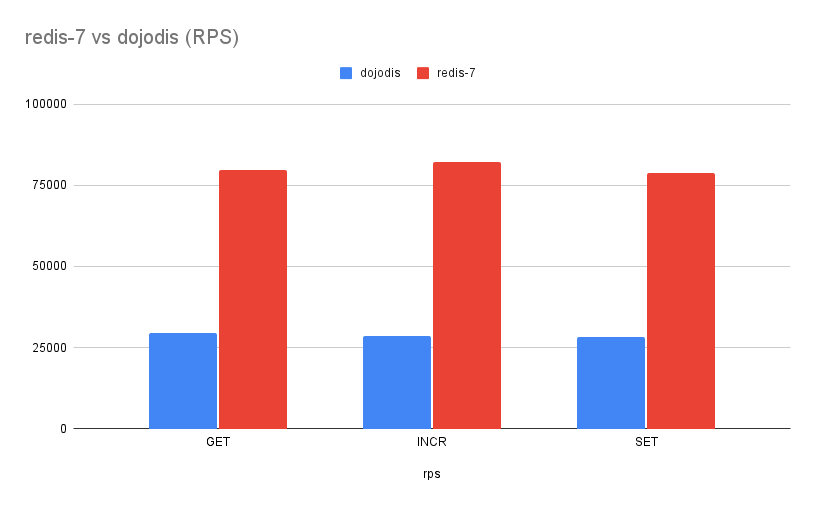 redis-7 vs dojodis (RPS)
dojodis redis-7
100000
75000
50000
25000
0
GET INCR SET
rps